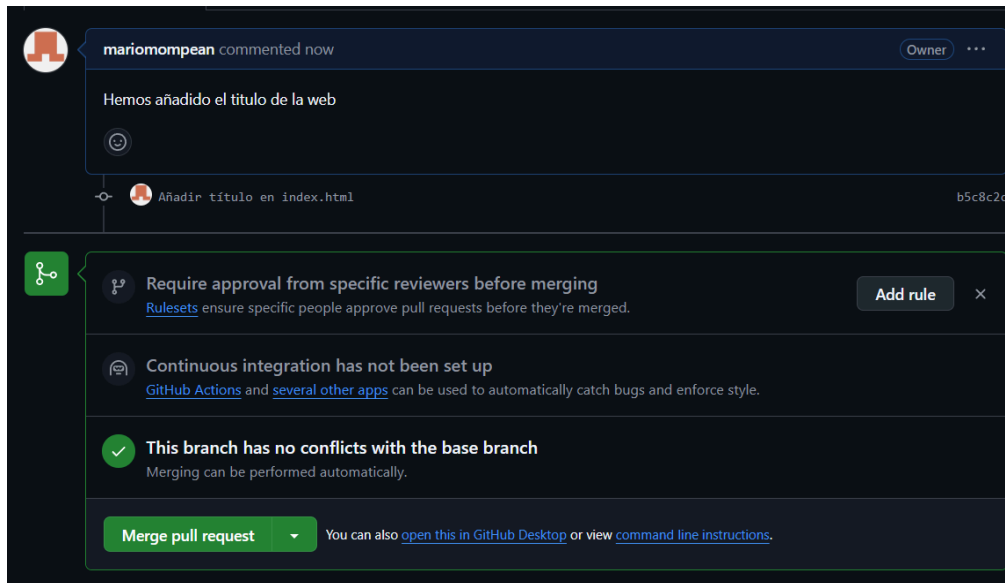 mariomompean commented now
Owner
Hemos añadido el titulo de la web
Añadir título en index.html
b5c8c2c
Require approval from specific reviewers before merging
Add rule
Rulesets ensure specific people approve pull requests before they're merged.
Continuous integration has not been set up
GitHub Actions and several other apps can be used to automatically catch bugs and enforce style.
This branch has no conflicts with the base branch
Merging can be performed automatically.
Merge pull request
You can also open this in GitHub Desktop or view command line instructions.